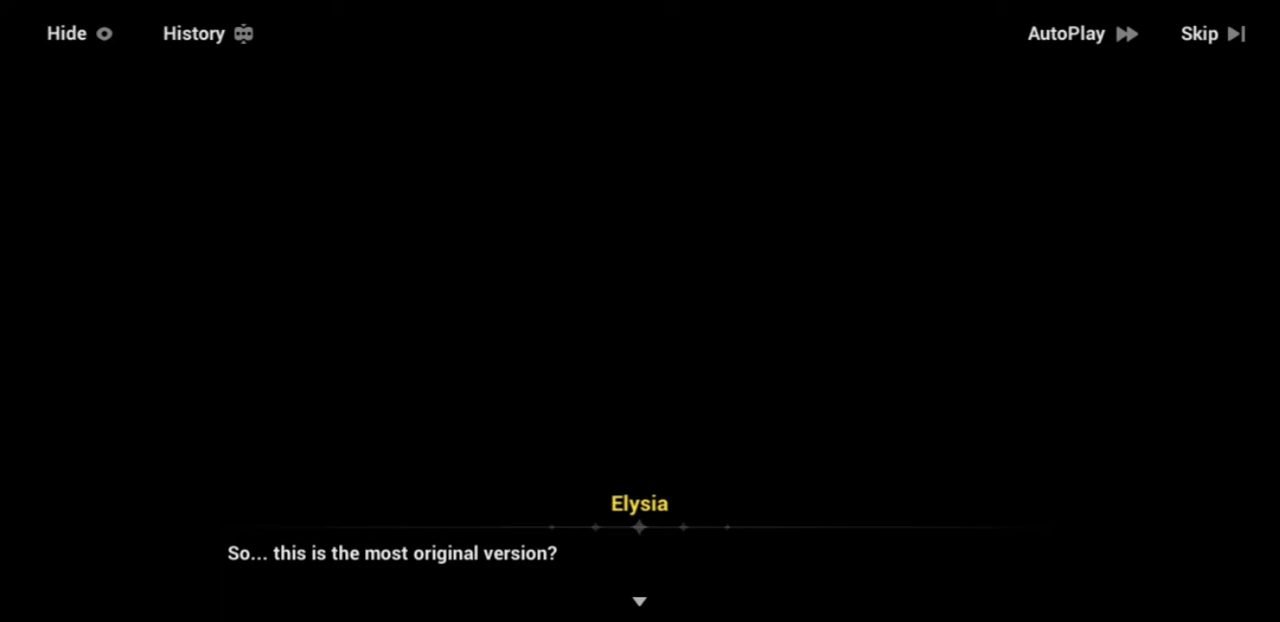 Hide
History
AutoPlay
Skip
Elysia
So... this is the most original version?